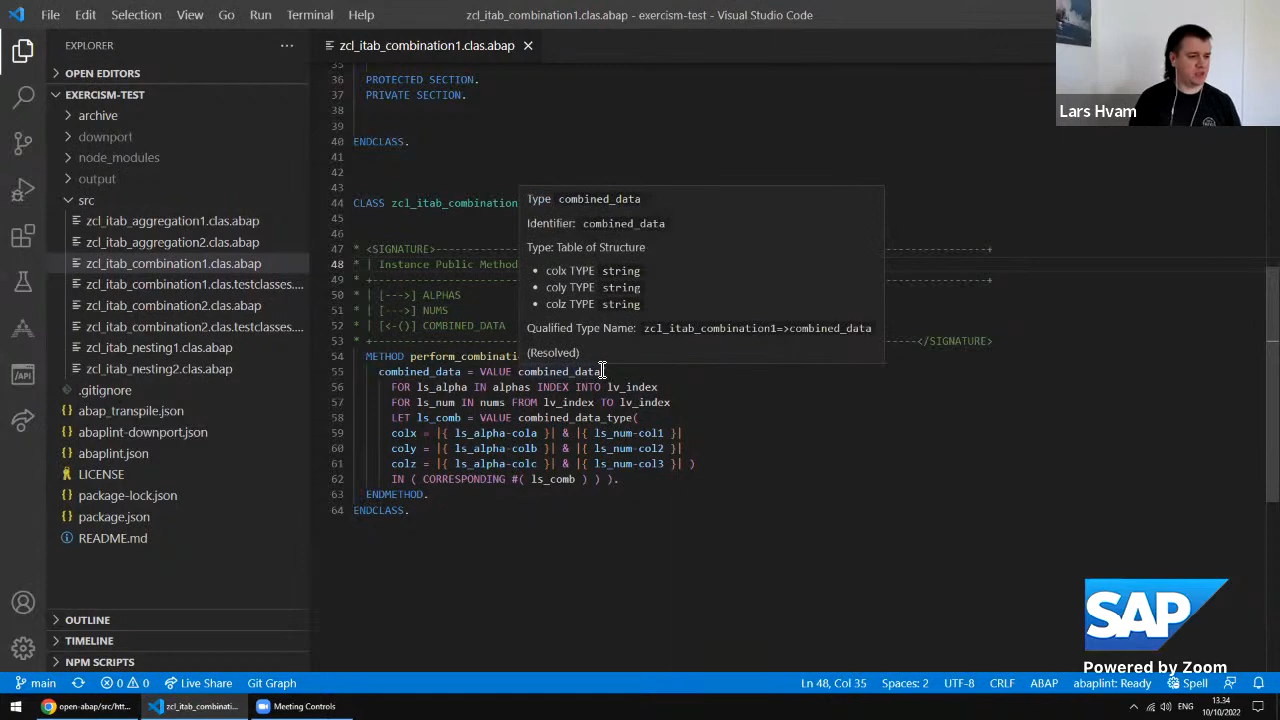 File Edit Selection View Go Run Terminal Help
zcl_itab_combination1.clas.abap - exercism-test - Visual Studio Code
EXPLORER
OPEN EDITORS
EXERCISM-TEST
archive
downport
node_modules
output
src
zcl_itab_aggregation1.clas.abap
zcl_itab_aggregation2.clas.abap
zcl_itab_combination1.clas.abap
zcl_itab_combination1.clas.testclasses....
zcl_itab_combination2.clas.abap
zcl_itab_combination2.clas.testclasses....
zcl_itab_nesting1.clas.abap
zcl_itab_nesting2.clas.abap
.gitignore
abap_transpile.json
abaplint-downport.json
abaplint.json
LICENSE
package-lock.json
package.json
README.md
OUTLINE
TIMELINE
NPM SCRIPTS
zcl_itab_combination1.clas.abap
35
36 PROTECTED SECTION.
37 PRIVATE SECTION.
38
39
40 ENDCLASS.
41
42
43
44 CLASS zcl_itab_combination
45
46
47 * <SIGNATURE>---------------------------------------------------------------------------------------+
48 * | Instance Public Method
49 * +-------------------------------------------------------------------------------------------------+
50 * | [--->] ALPHAS
51 * | [--->] NUMS
52 * | [<-()] COMBINED_DATA
53 * +--------------------------------------------------------------------------------------</SIGNATURE>
54 METHOD perform_combinatio
55 combined_data = VALUE combined_data(
56 FOR ls_alpha IN alphas INDEX INTO lv_index
57 FOR ls_num IN nums FROM lv_index TO lv_index
58 LET ls_comb = VALUE combined_data_type(
59 colx = |{ ls_alpha-cola }| & |{ ls_num-col1 }|
60 coly = |{ ls_alpha-colb }| & |{ ls_num-col2 }|
61 colz = |{ ls_alpha-colc }| & |{ ls_num-col3 }| )
62 IN ( CORRESPONDING #( ls_comb ) ) ).
63 ENDMETHOD.
64 ENDCLASS.
Type combined_data
Identifier: combined_data
Type: Table of Structure
• colx TYPE string
• coly TYPE string
• colz TYPE string
Qualified Type Name: zcl_itab_combination1=>combined_data
(Resolved)
Lars Hvam
SAP
Powered by Zoom
main 0 0 Live Share Git Graph
Ln 48, Col 35 Spaces: 2 UTF-8 CRLF ABAP abaplint: Ready Spell
open-abap/src/htt... zcl_itab_combinati... Meeting Controls
ENG
13.34
10/10/2022